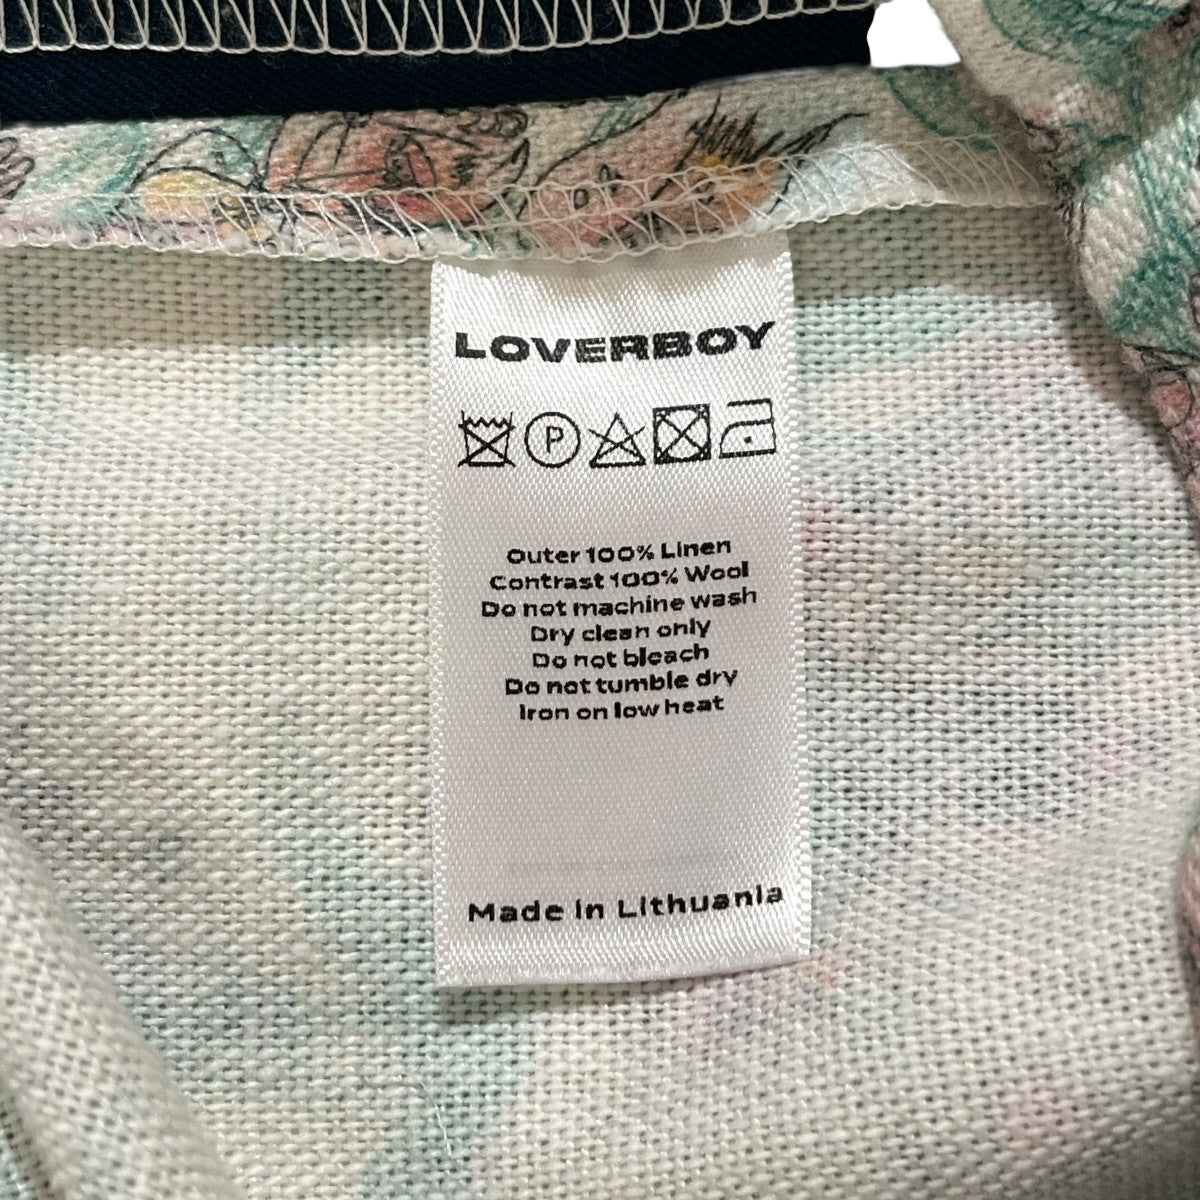 LOVERBOY
P
Outer 100% Linen
Contrast 100% Wool
Do not machine wash
Dry clean only
Do not bleach
Do not tumble dry
Iron on low heat
Made in Lithuania